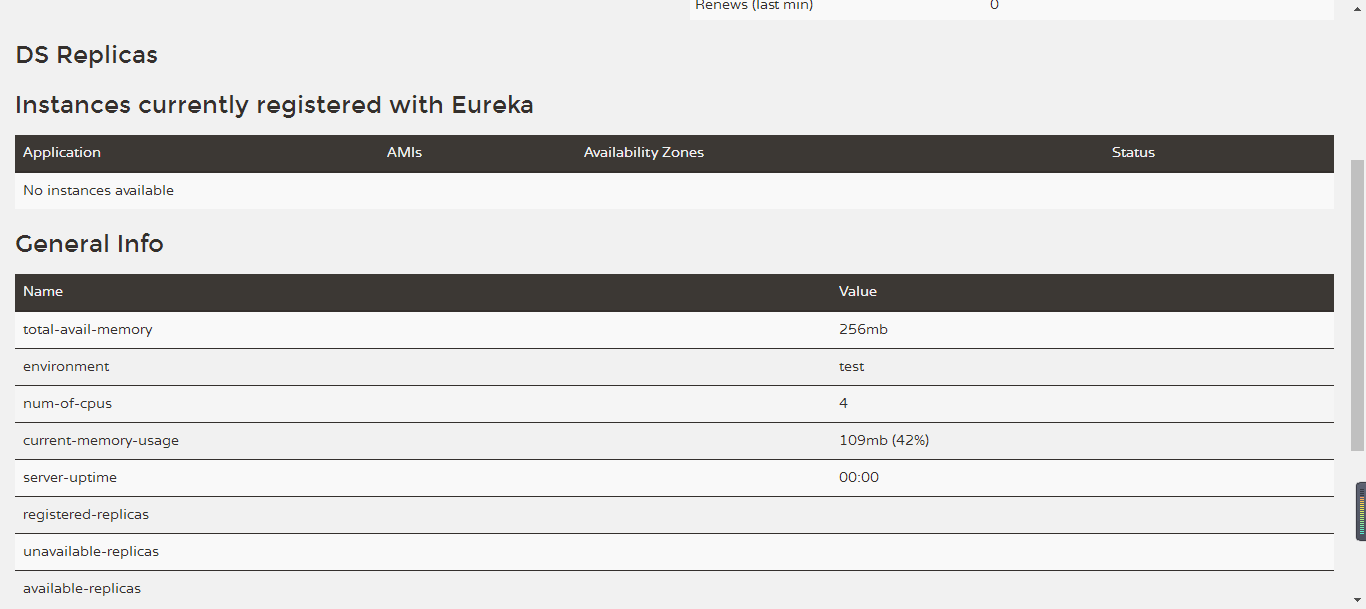 Renews (last min) 0
DS Replicas
Instances currently registered with Eureka
Application AMIs Availability Zones Status
No instances available
General Info
Name Value
total-avail-memory 256mb
environment test
num-of-cpus 4
current-memory-usage 109mb (42%)
server-uptime 00:00
registered-replicas
unavailable-replicas
available-replicas